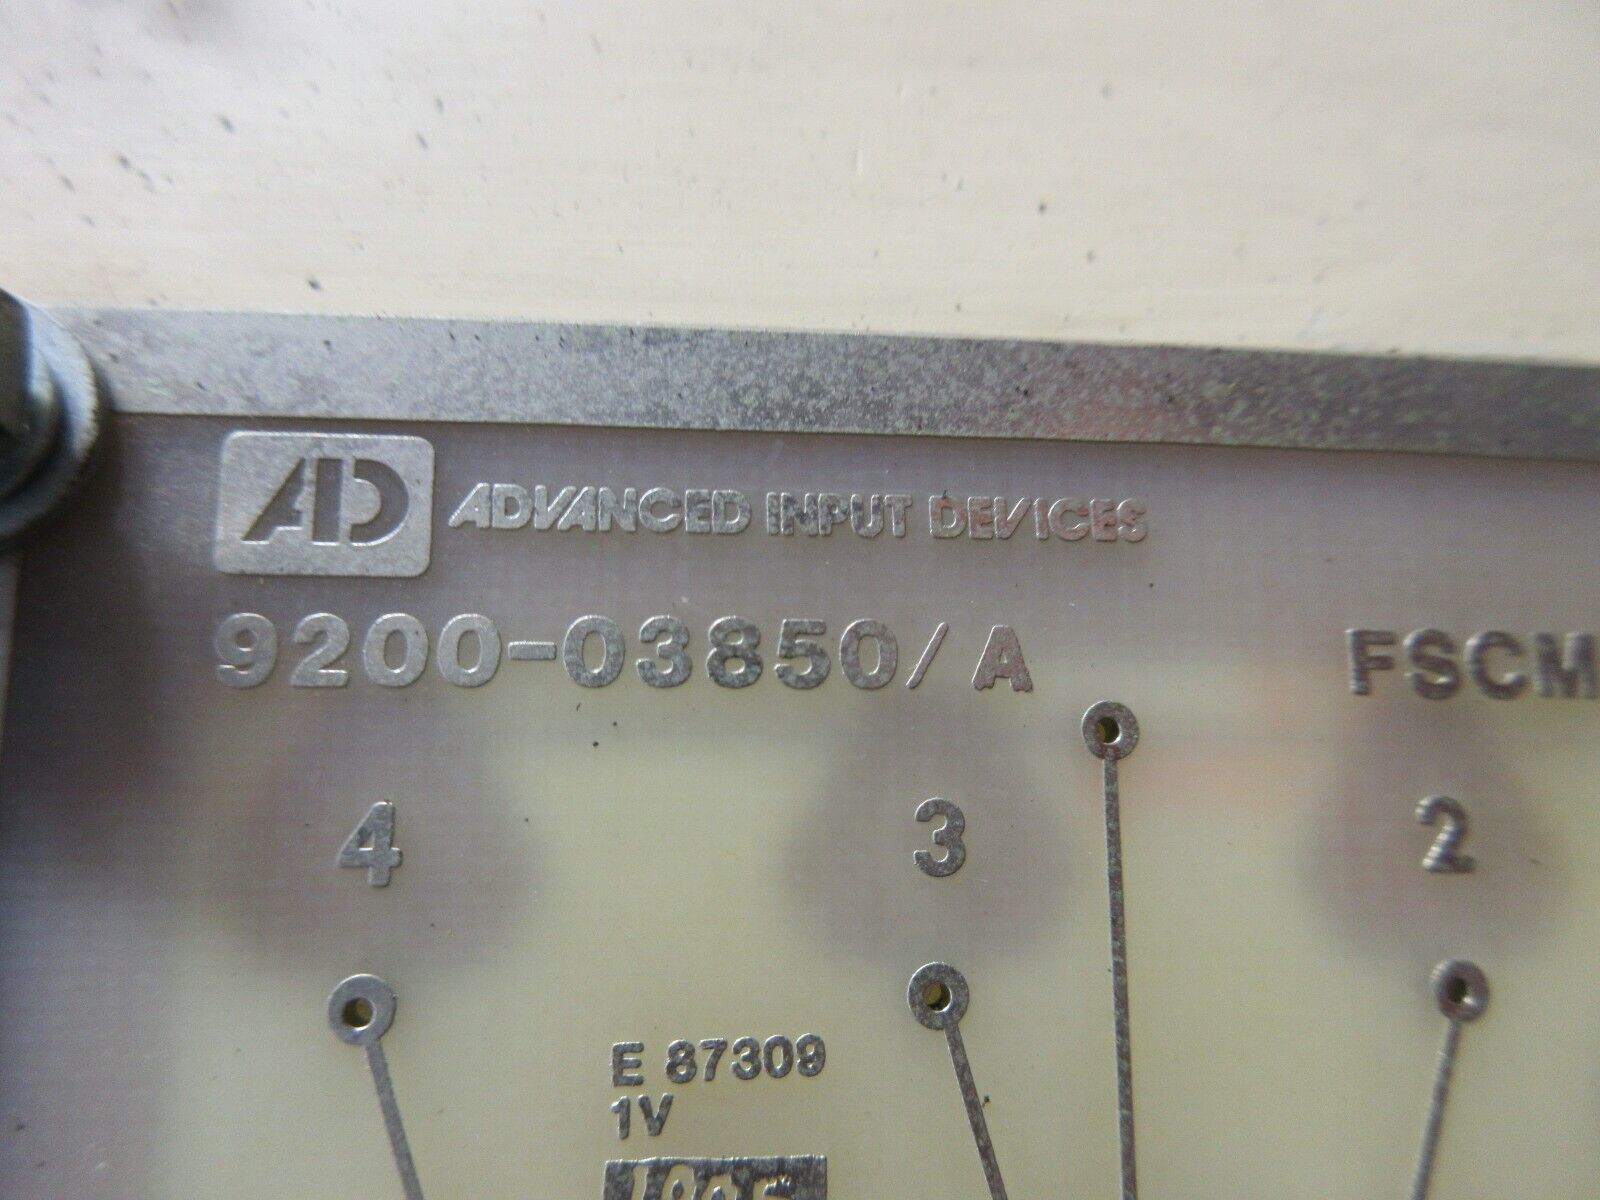 AID ADVANCED INPUT DEVICES
9200-03850/A FSCM
4 3 2
E 87309
1V